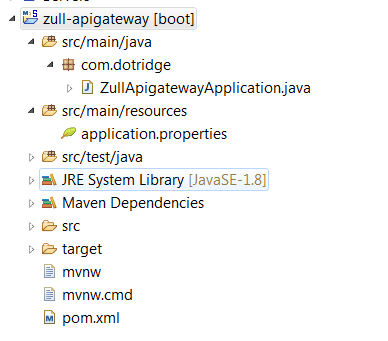 zull-apigateway [boot]
src/main/java
com.dotridge
ZullApigatewayApplication.java
src/main/resources
application.properties
src/test/java
JRE System Library [JavaSE-1.8]
Maven Dependencies
src
target
mvnw
mvnw.cmd
pom.xml